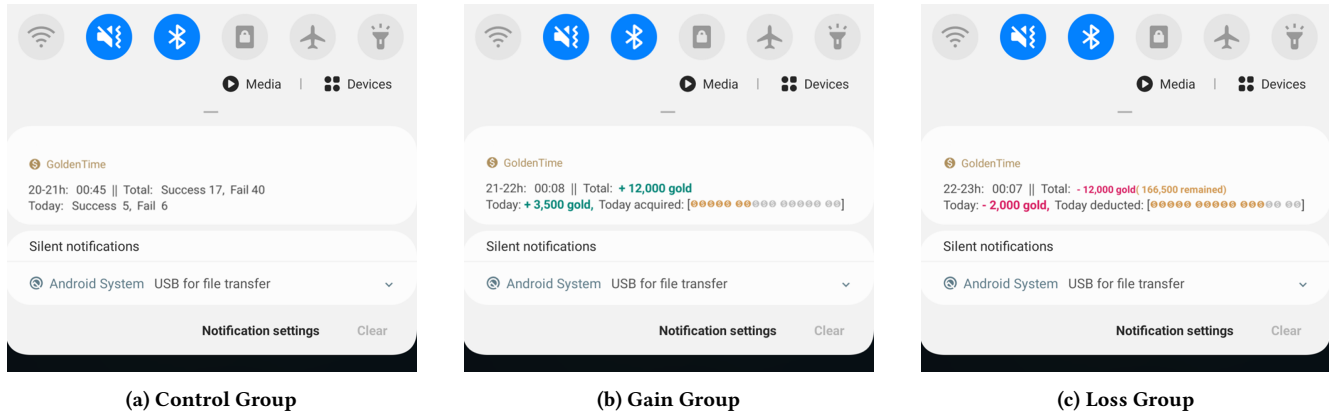 Media | Devices
GoldenTime
20-21h: 00:45 || Total: Success 17, Fail 40
Today: Success 5, Fail 6
Silent notifications
Android System USB for file transfer
Notification settings Clear
(a) Control Group
Media | Devices
GoldenTime
21-22h: 00:08 || Total: + 12,000 gold
Today: + 3,500 gold, Today acquired: [ ]
Silent notifications
Android System USB for file transfer
Notification settings Clear
(b) Gain Group
Media | Devices
GoldenTime
22-23h: 00:07 || Total: - 12,000 gold( 166,500 remained)
Today: - 2,000 gold, Today deducted: [ ]
Silent notifications
Android System USB for file transfer
Notification settings Clear
(c) Loss Group